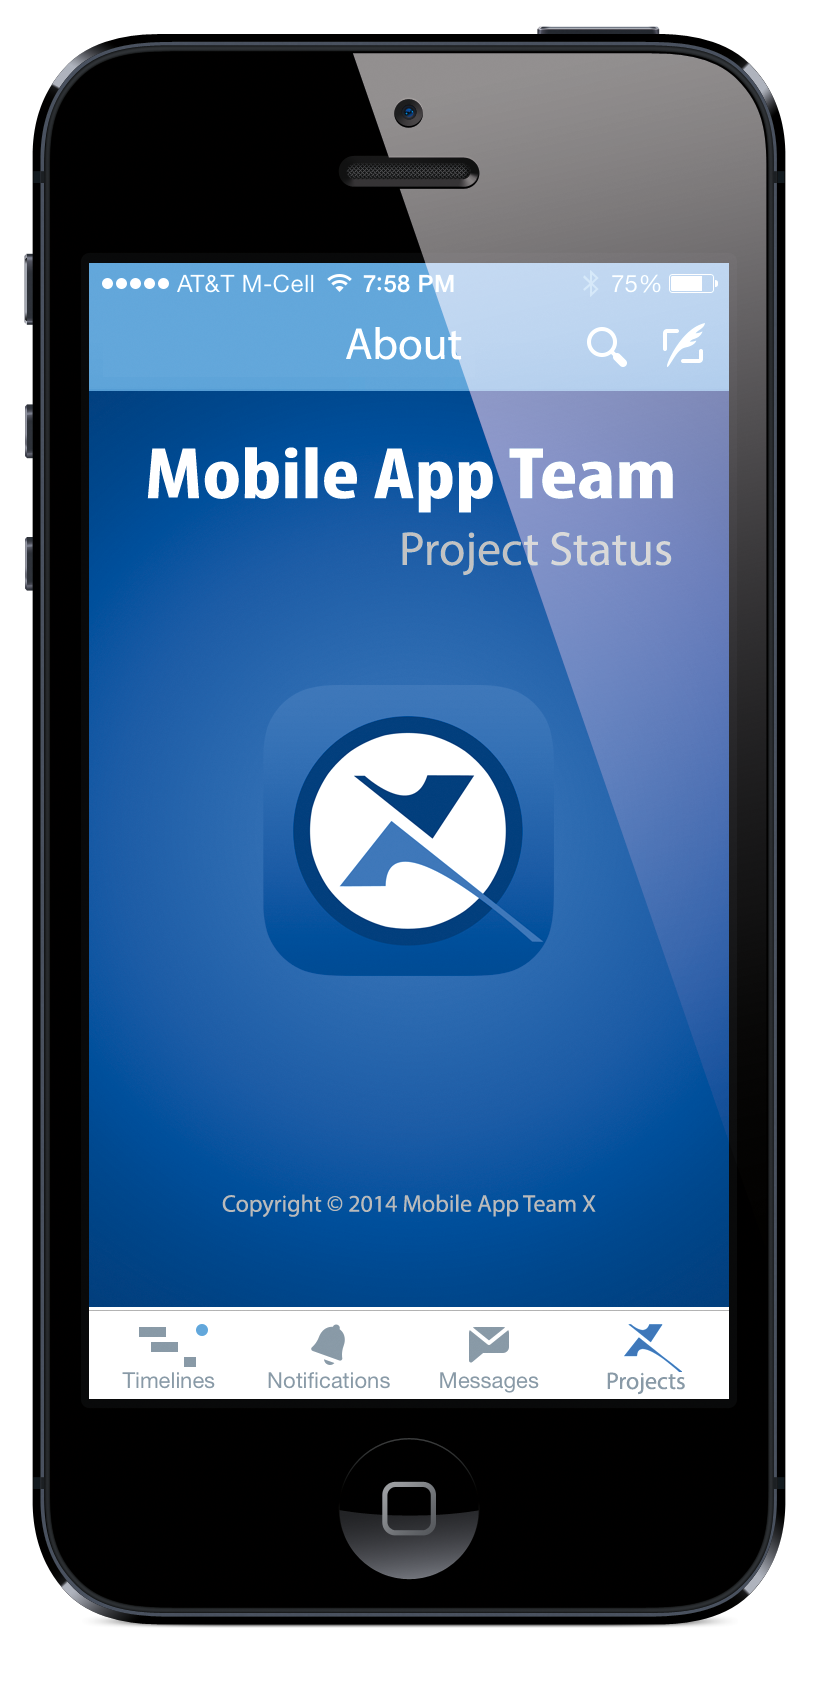 AT&T M-Cell 7:58 PM 75%
About
Mobile App Team
Project Status
Copyright © 2014 Mobile App Team X
Timelines Notifications Messages Projects